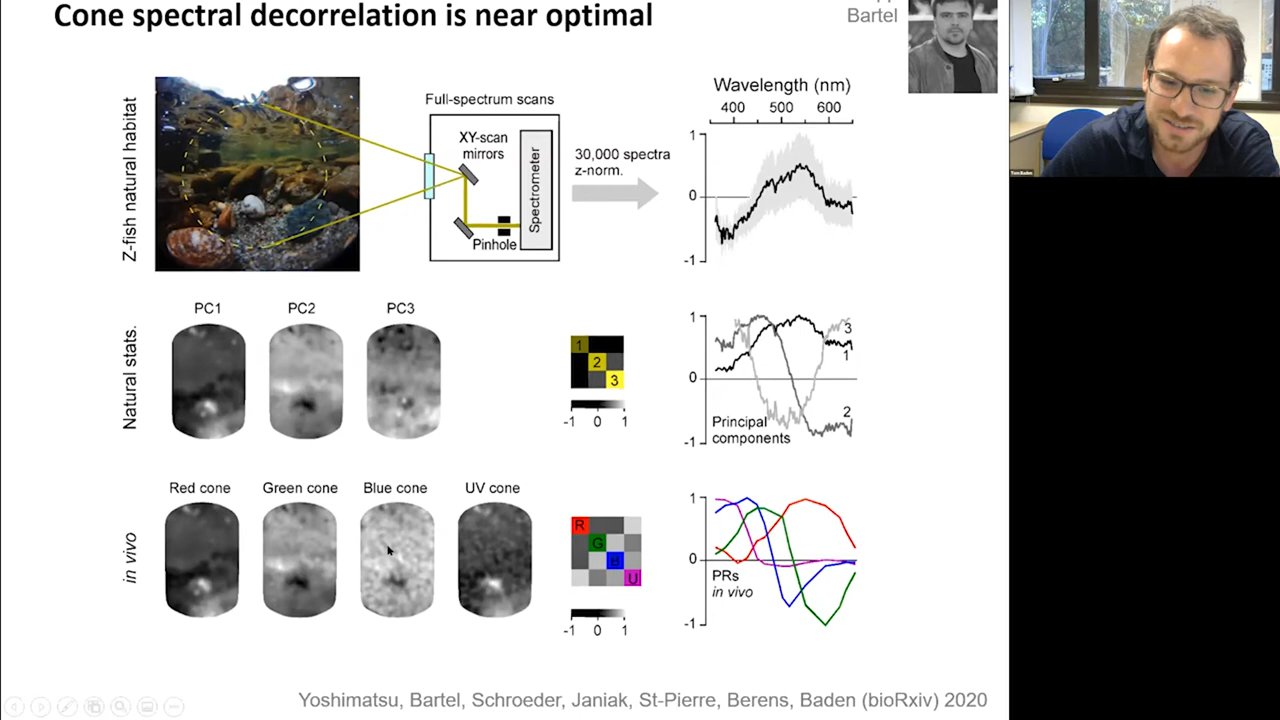 Cone spectral decorrelation is near optimal
Bartel
Tom Baden
Z-fish natural habitat
Full-spectrum scans
XY-scan
mirrors
Spectrometer
Pinhole
30,000 spectra
z-norm.
Wavelength (nm)
400 500 600
1
0
-1
Natural stats.
PC1 PC2 PC3
1
2
3
-1 0 1
1
0
-1
3
1
2
Principal
components
in vivo
Red cone Green cone Blue cone UV cone
R
G
B
U
-1 0 1
1
0
-1
PRs
in vivo
Yoshimatsu, Bartel, Schroeder, Janiak, St-Pierre, Berens, Baden (bioRxiv) 2020